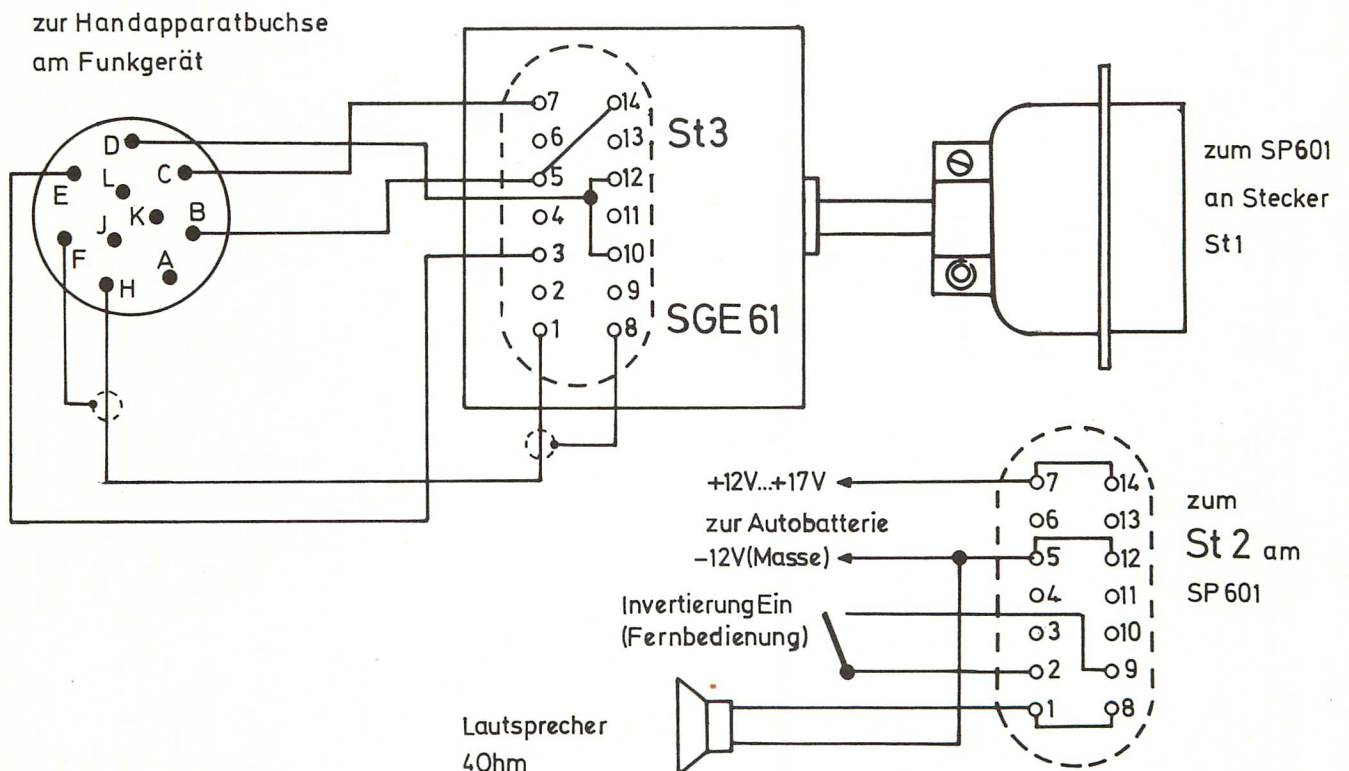 zur Handapparatbuchse
am Funkgerät
D
E
L
C
K
B
J
F
A
H
7
14
6
13
5
12
4
11
3
10
2
9
1
8
St3
SGE 61
zum SP601
an Stecker
St1
+12V...+17V
zur Autobatterie
-12V(Masse)
Invertierung Ein
(Fernbedienung)
Lautsprecher
4Ohm
7
14
6
13
5
12
4
11
3
10
2
9
1
8
zum
St 2 am
SP 601